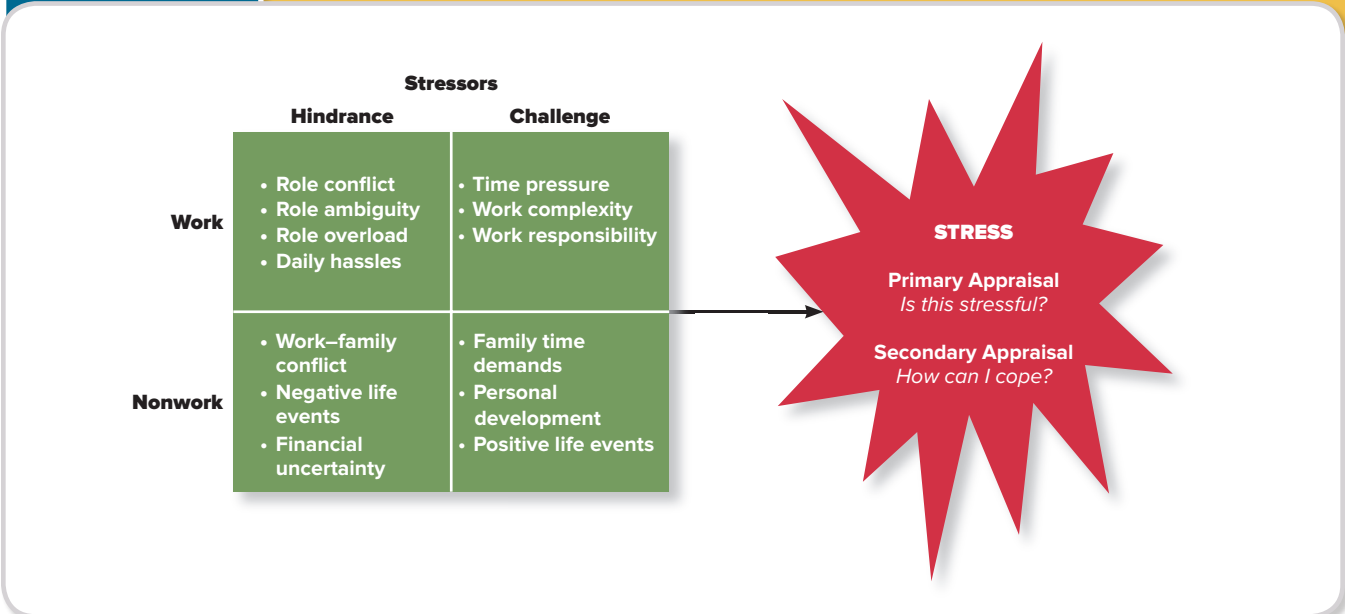 Stressors
Hindrance
Challenge
Work
• Role conflict
• Role ambiguity
• Role overload
• Daily hassles
• Time pressure
• Work complexity
• Work responsibility
Nonwork
• Work–family
conflict
• Negative life
events
• Financial
uncertainty
• Family time
demands
• Personal
development
• Positive life events
STRESS
Primary Appraisal
Is this stressful?
Secondary Appraisal
How can I cope?